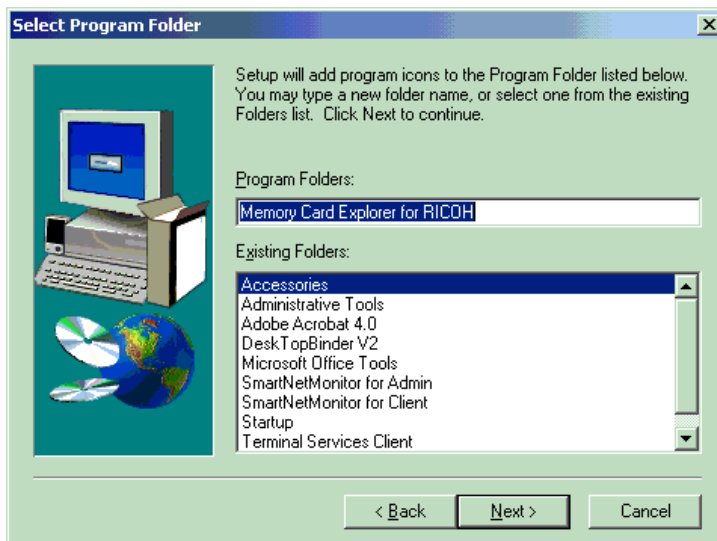 Select Program Folder
Setup will add program icons to the Program Folder listed below.
You may type a new folder name, or select one from the existing
Folders list. Click Next to continue.
Program Folders:
Memory Card Explorer for RICOH
Existing Folders:
Accessories
Administrative Tools
Adobe Acrobat 4.0
DeskTopBinder V2
Microsoft Office Tools
SmartNetMonitor for Admin
SmartNetMonitor for Client
Startup
Terminal Services Client
< Back
Next >
Cancel